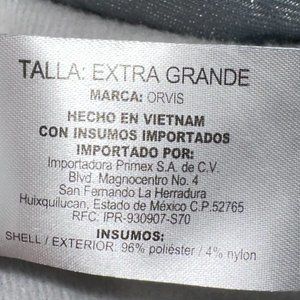 TALLA: EXTRA GRANDE
MARCA: ORVIS
HECHO EN VIETNAM
CON INSUMOS IMPORTADOS
IMPORTADO POR:
Importadora Primex S.A. de C.V.
Blvd. Magnocentro No. 4
San Fernando La Herradura
Huixquilucan, Estado de México C.P.52765
RFC: IPR-930907-S70
INSUMOS:
SHELL / EXTERIOR: 96% poliéster / 4% nylon